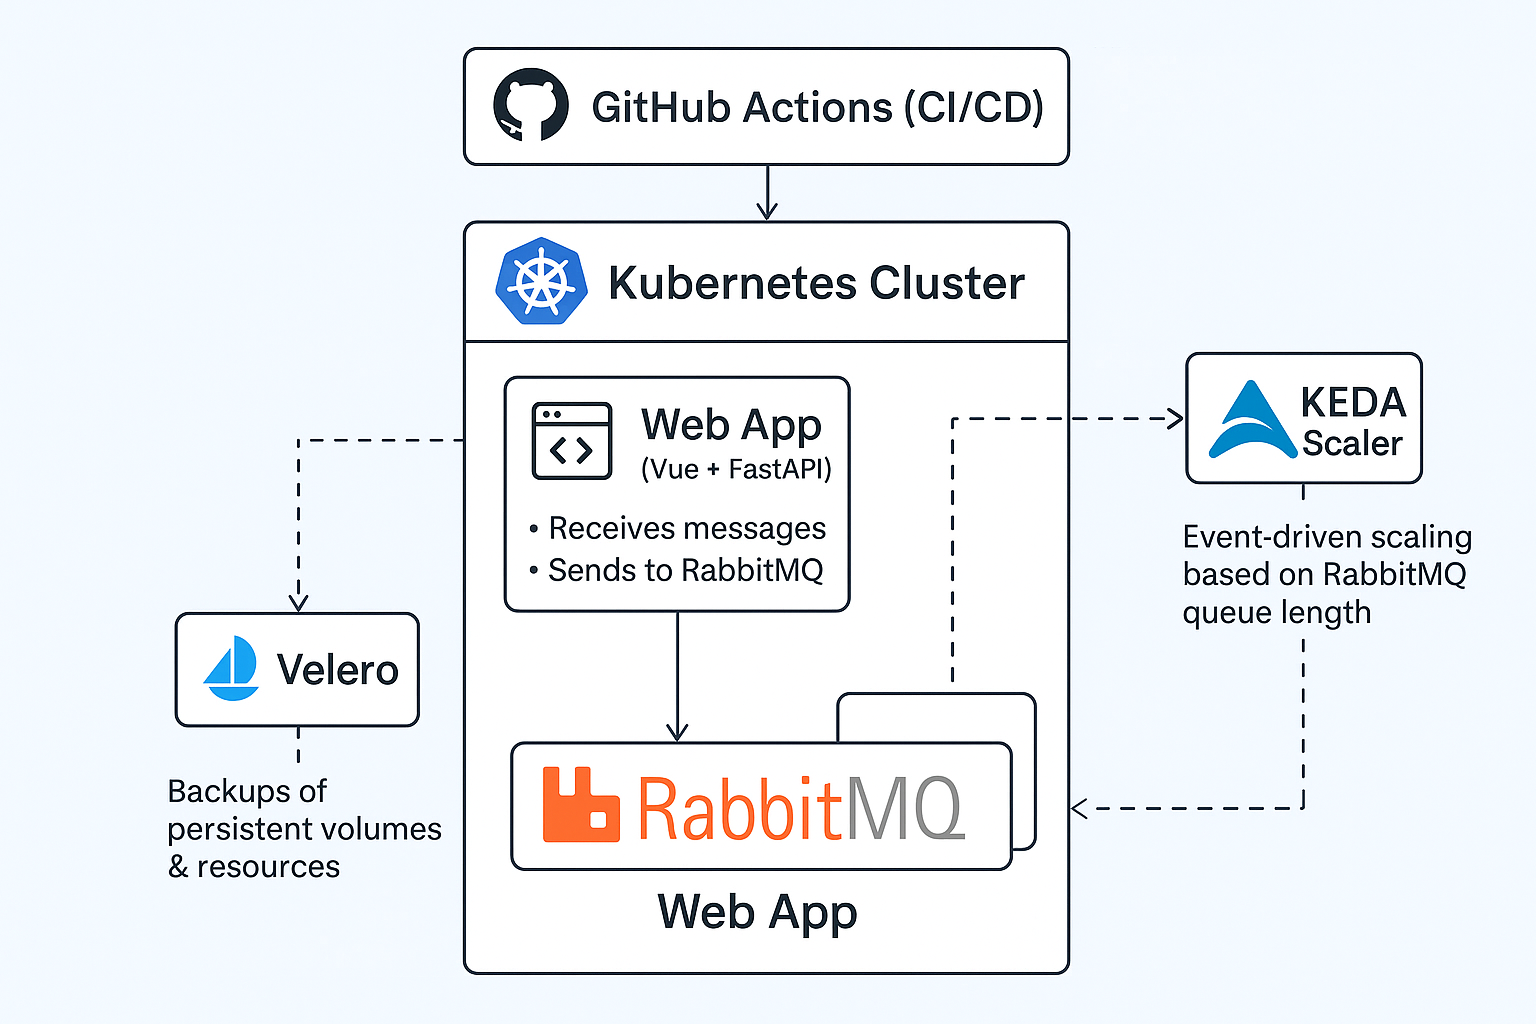 GitHub Actions (CI/CD)
Kubernetes Cluster
Web App
(Vue + FastAPI)
• Receives messages
• Sends to RabbitMQ
KEDA
Scaler
Event-driven scaling
based on RabbitMQ
queue length
Velero
Backups of
persistent volumes
& resources
RabbitMQ
Web App